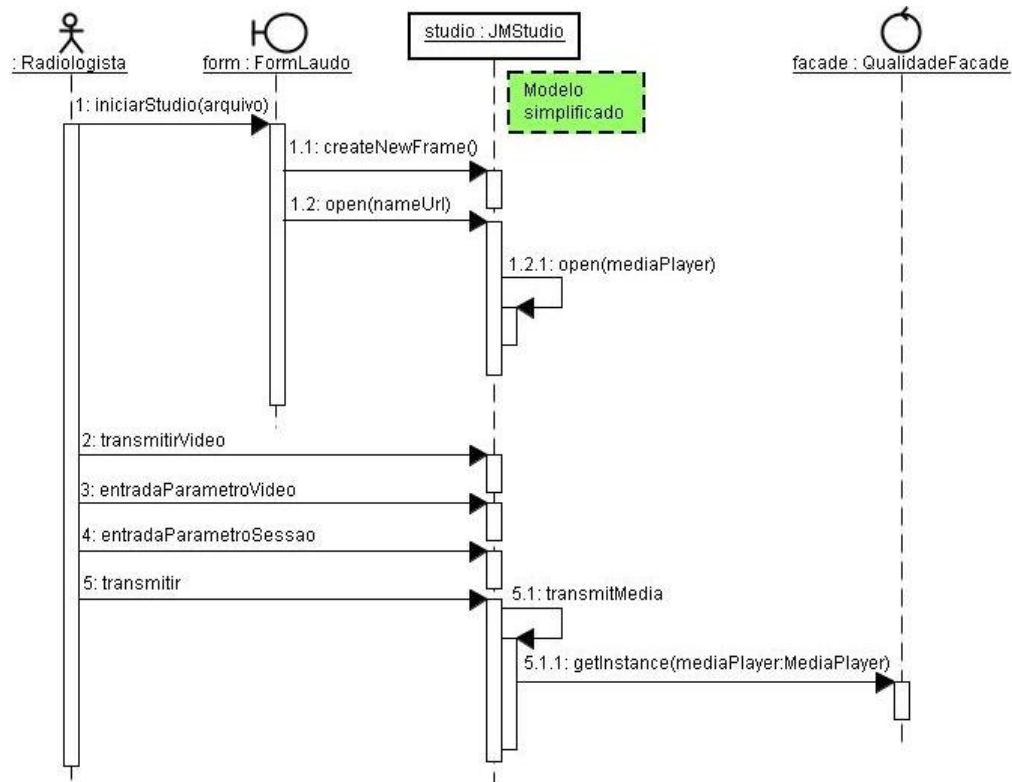 : Radiologista
form : FormLaudo
studio : JMStudio
facade : QualidadeFacade
Modelo
simplificado
1: iniciarStudio(arquivo)
1.1: createNewFrame()
1.2: open(nameUrl)
1.2.1: open(mediaPlayer)
2: transmitirVideo
3: entradaParametroVideo
4: entradaParametroSessao
5: transmitir
5.1: transmitMedia
5.1.1: getInstance(mediaPlayer:MediaPlayer)